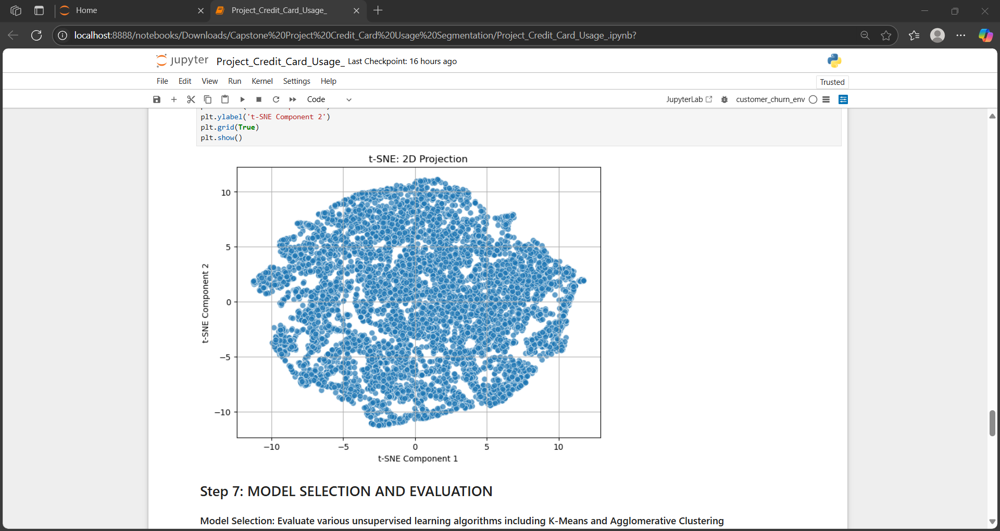 Home
Project_Credit_Card_Usage_
localhost:8888/notebooks/Downloads/Capstone%20Project%20Credit_Card%20Usage%20Segmentation/Project_Credit_Card_Usage_.ipynb?
jupyter Project_Credit_Card_Usage_ Last Checkpoint: 16 hours ago
File Edit View Run Kernel Settings Help
Trusted
Code
JupyterLab
customer_churn_env
plt.ylabel('t-SNE Component 2')
plt.grid(True)
plt.show()
t-SNE: 2D Projection
10
5
0
−5
−10
t-SNE Component 2
−10 −5 0 5 10
t-SNE Component 1
Step 7: MODEL SELECTION AND EVALUATION
Model Selection: Evaluate various unsupervised learning algorithms including K-Means and Agglomerative Clustering